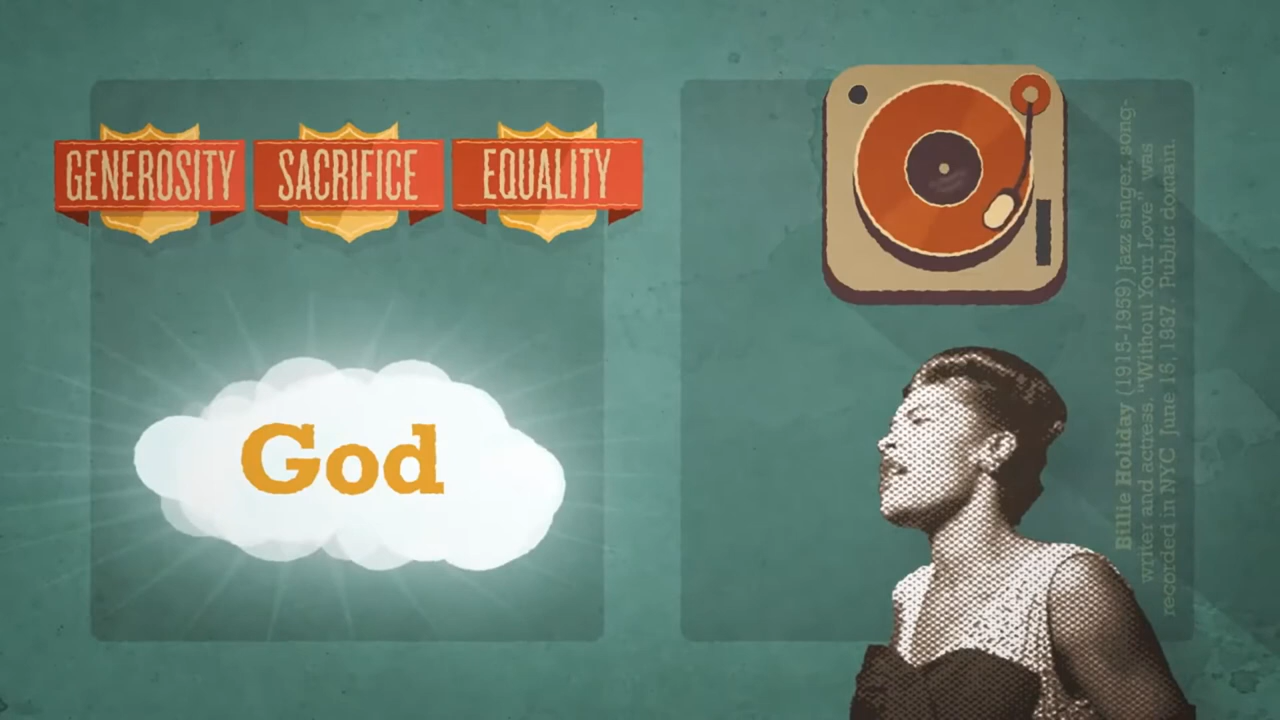 GENEROSITY
SACRIFICE
EQUALITY
God
Billie Holiday (1915-1959) Jazz singer, song-
writer and actress. "Without Your Love" was
recorded in NYC June 15, 1937. Public domain.